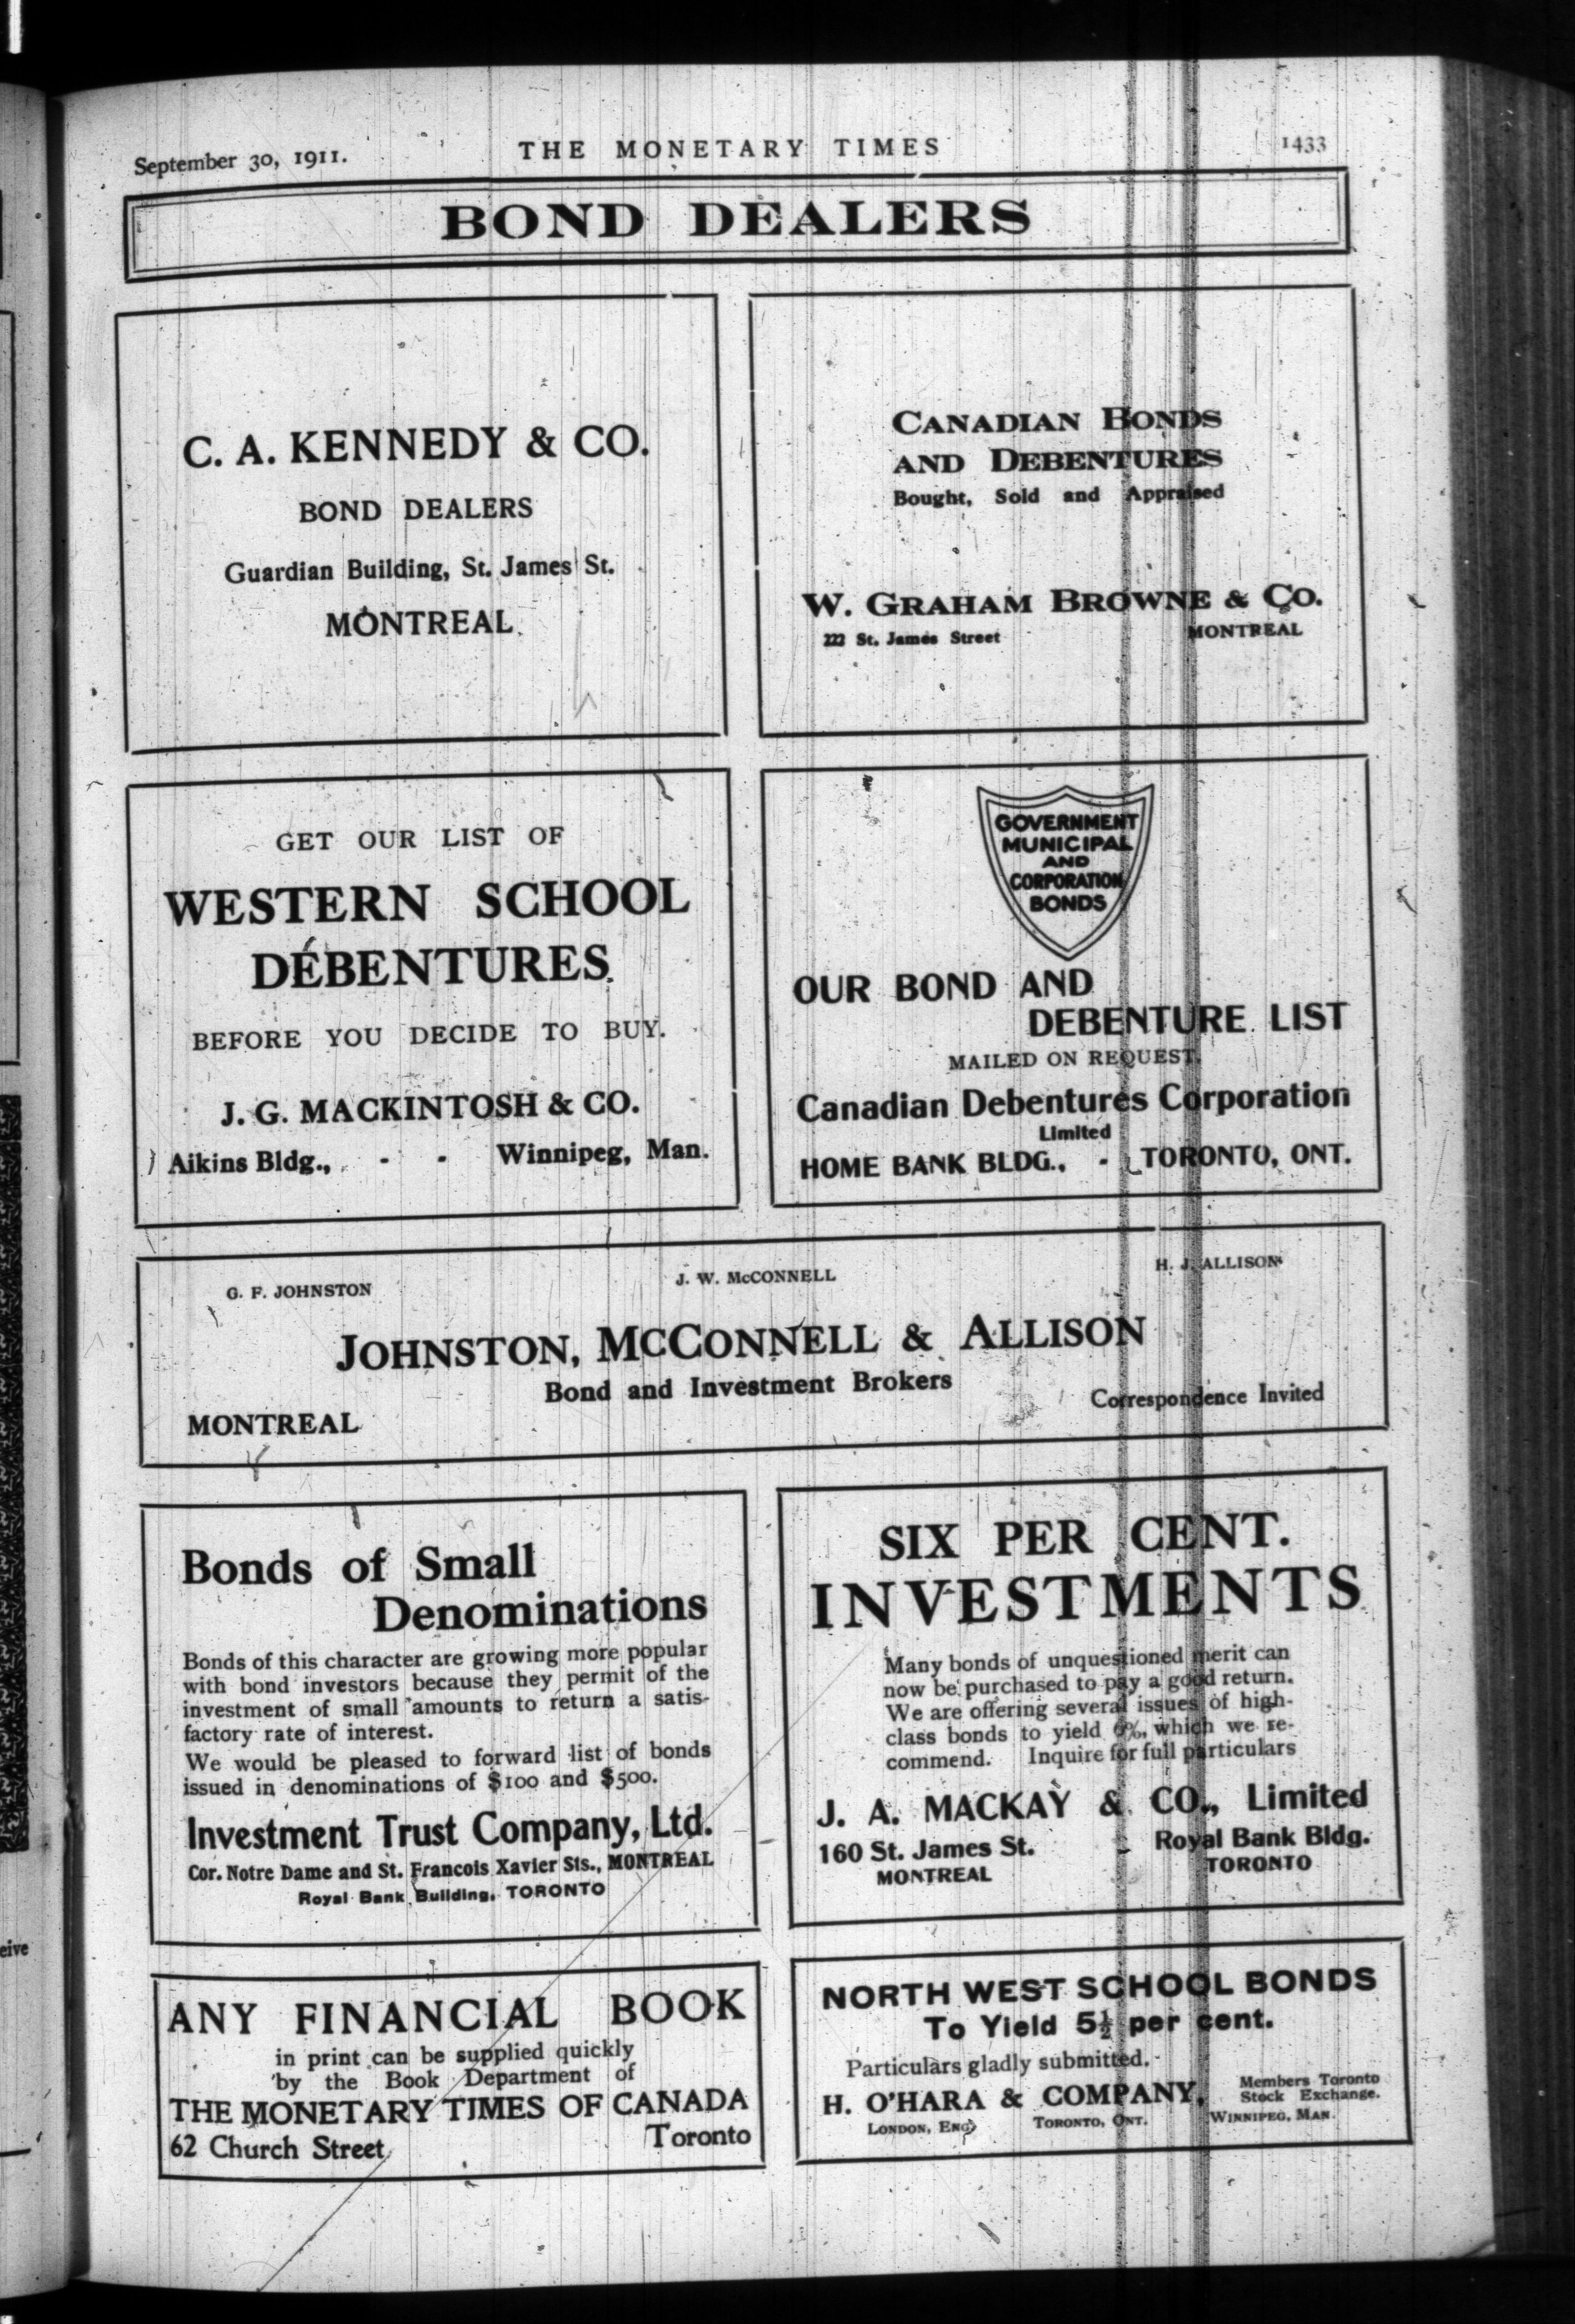 September 30, 1911.
THE MONETARY TIMES
1433
BOND DEALERS
C. A. KENNEDY & CO.
BOND DEALERS
Guardian Building, St. James St.
MONTREAL
CANADIAN BONDS
AND DEBENTURES
Bought, Sold and Appraised
W. GRAHAM BROWNE & CO.
222 St. James Street MONTREAL
GET OUR LIST OF
WESTERN SCHOOL
DEBENTURES
BEFORE YOU DECIDE TO BUY.
J. G. MACKINTOSH & CO.
Aikins Bldg., - - Winnipeg, Man.
GOVERNMENT
MUNICIPAL
AND
CORPORATION
BONDS
OUR BOND AND
DEBENTURE LIST
MAILED ON REQUEST.
Canadian Debentures Corporation
Limited
HOME BANK BLDG., - TORONTO, ONT.
G. F. JOHNSTON J. W. McCONNELL H. J. ALLISON
JOHNSTON, MCCONNELL & ALLISON
Bond and Investment Brokers
MONTREAL Correspondence Invited
Bonds of Small
Denominations
Bonds of this character are growing more popular
with bond investors because they permit of the
investment of small amounts to return a satis-
factory rate of interest.
We would be pleased to forward list of bonds
issued in denominations of $100 and $500.
Investment Trust Company, Ltd.
Cor. Notre Dame and St. Francois Xavier Sts., MONTREAL
Royal Bank Building, TORONTO
SIX PER CENT.
INVESTMENTS
Many bonds of unquestioned merit can
now be purchased to pay a good return.
We are offering several issues of high-
class bonds to yield 6%, which we re-
commend. Inquire for full particulars
J. A. MACKAY & CO., Limited
160 St. James St. - Royal Bank Bldg.
MONTREAL TORONTO
ANY FINANCIAL BOOK
in print can be supplied quickly
by the Book Department of
THE MONETARY TIMES OF CANADA
62 Church Street Toronto
NORTH WEST SCHOOL BONDS
To Yield 5½ per cent.
Particulars gladly submitted.
H. O'HARA & COMPANY, Members Toronto
Stock Exchange.
LONDON, ENG. TORONTO, ONT. WINNIPEG, MAN.
eive